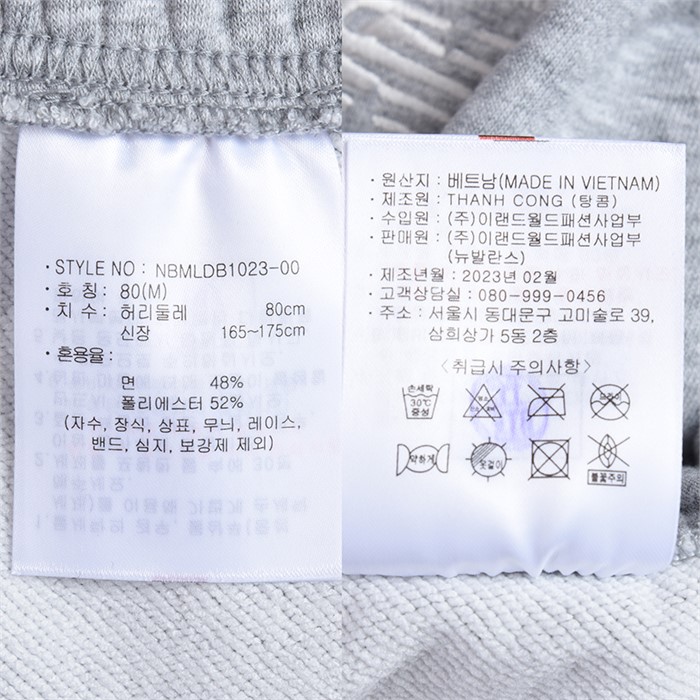 · STYLE NO : NBMLDB1023-00
· 호 칭 : 80(M)
· 치 수 : 허리둘레 80cm
신장 165~175cm
· 혼용율 :
면 48%
폴리에스터 52%
(자수, 장식, 상표, 무늬, 레이스,
밴드, 심지, 보강제 제외)
· 원산지 : 베트남(MADE IN VIETNAM)
· 제조원 : THANH CONG (탕콩)
· 수입원 : (주)이랜드월드패션사업부
· 판매원 : (주)이랜드월드패션사업부
(뉴발란스)
· 제조년월 : 2023년 02월
· 고객상담실 : 080-999-0456
· 주소 : 서울시 동대문구 고미술로 39,
삼희상가 5동 2층
〈취급시 주의사항〉
손세탁
30℃
중성
드라이
약하게
옷걸이
불꽃주의